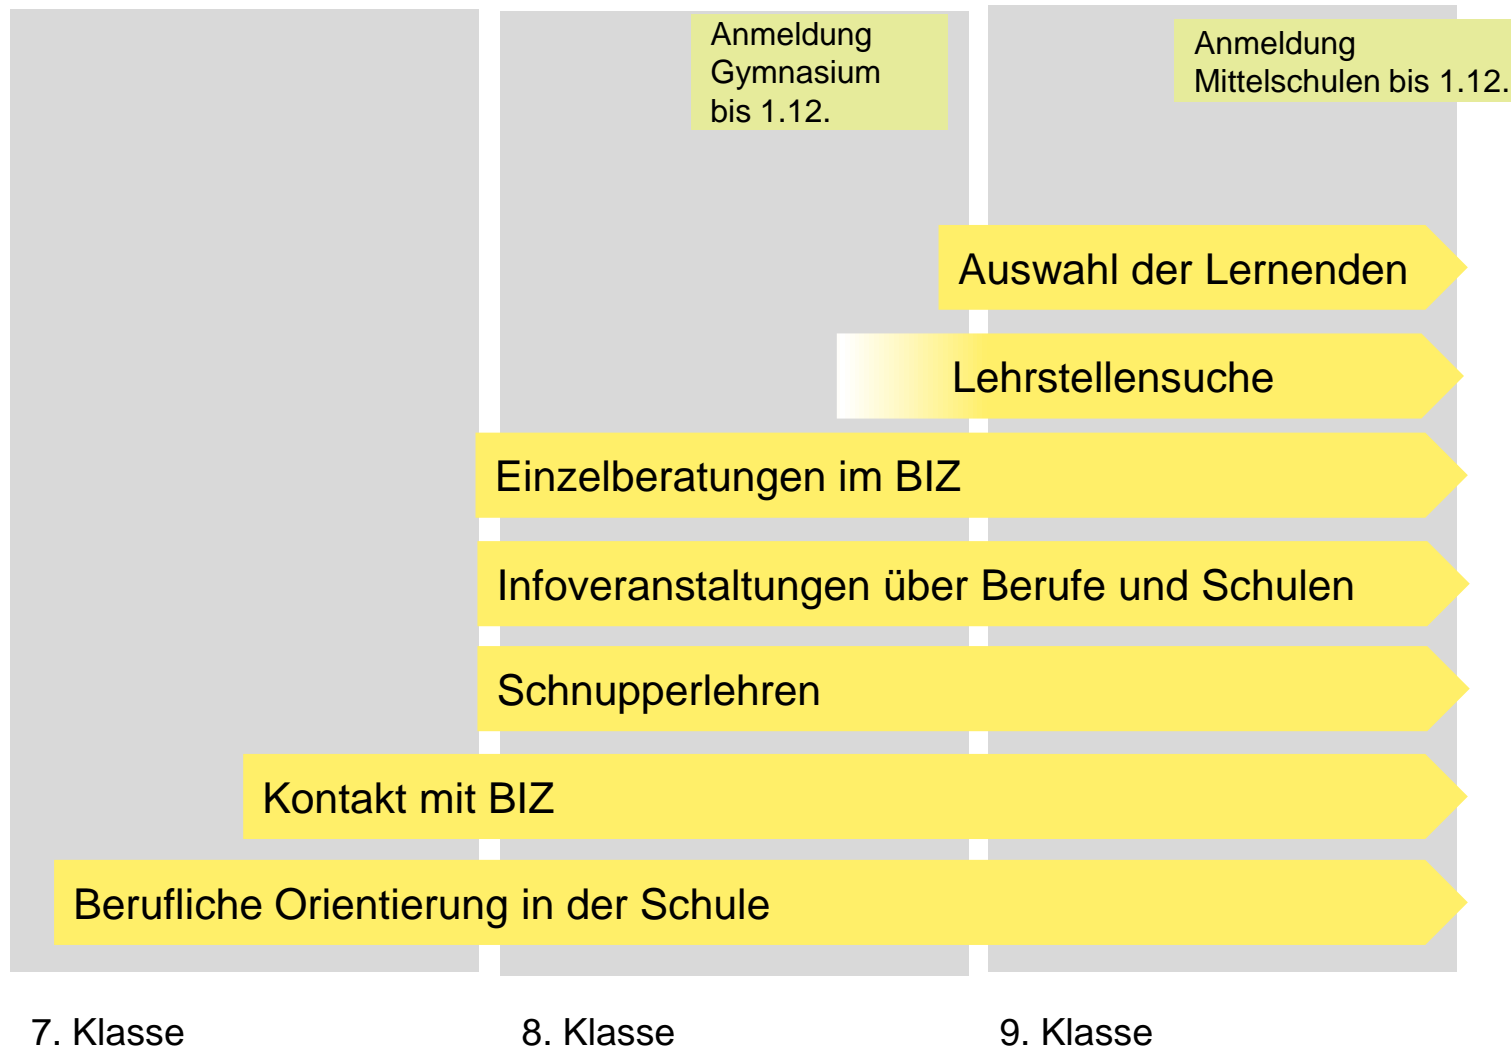 Anmeldung
Gymnasium
bis 1.12.
Anmeldung
Mittelschulen bis 1.12.
Auswahl der Lernenden
Lehrstellensuche
Einzelberatungen im BIZ
Infoveranstaltungen über Berufe und Schulen
Schnupperlehren
Kontakt mit BIZ
Berufliche Orientierung in der Schule
7. Klasse
8. Klasse
9. Klasse